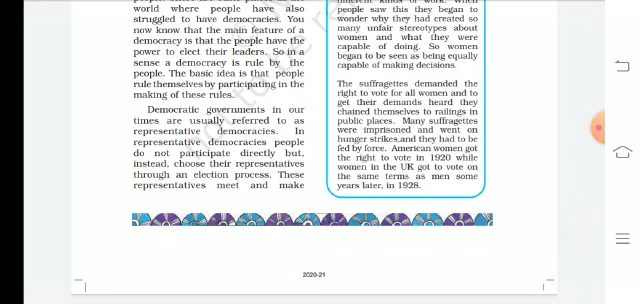 world where people have also
struggled to have democracies. You
now know that the main feature of a
democracy is that the people have the
power to elect their leaders. So in a
sense a democracy is rule by the
people. The basic idea is that people
rule themselves by participating in the
making of these rules.
Democratic governments in our
times are usually referred to as
representative democracies. In
representative democracies people
do not participate directly but,
instead, choose their representatives
through an election process. These
representatives meet and make
different kinds of work. When
people saw this they began to
wonder why they had created so
many unfair stereotypes about
women and what they were
capable of doing. So women
began to be seen as being equally
capable of making decisions.
The suffragettes demanded the
right to vote for all women and to
get their demands heard they
chained themselves to railings in
public places. Many suffragettes
were imprisoned and went on
hunger strikes,and they had to be
fed by force. American women got
the right to vote in 1920 while
women in the UK got to vote on
the same terms as men some
years later, in 1928.
2020-21